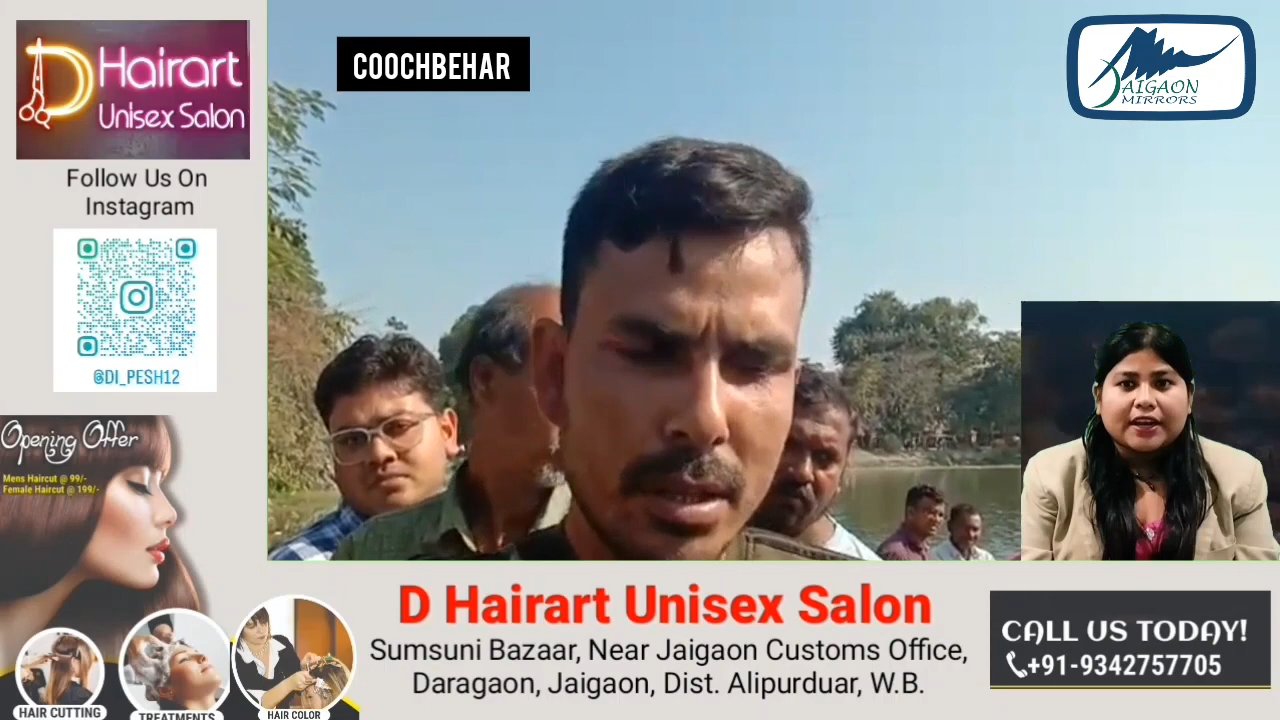 D Hairart
Unisex Salon
Follow Us On
Instagram
@DI_PESH12
Opening Offer
Mens Haircut @ 99/-
Female Haircut @ 199/-
HAIR CUTTING
TREATMENTS
HAIR COLOR
COOCHBEHAR
JAIGAON
MIRRORS
D Hairart Unisex Salon
Sumsuni Bazaar, Near Jaigaon Customs Office,
Daragaon, Jaigaon, Dist. Alipurduar, W.B.
CALL US TODAY!
+91-9342757705